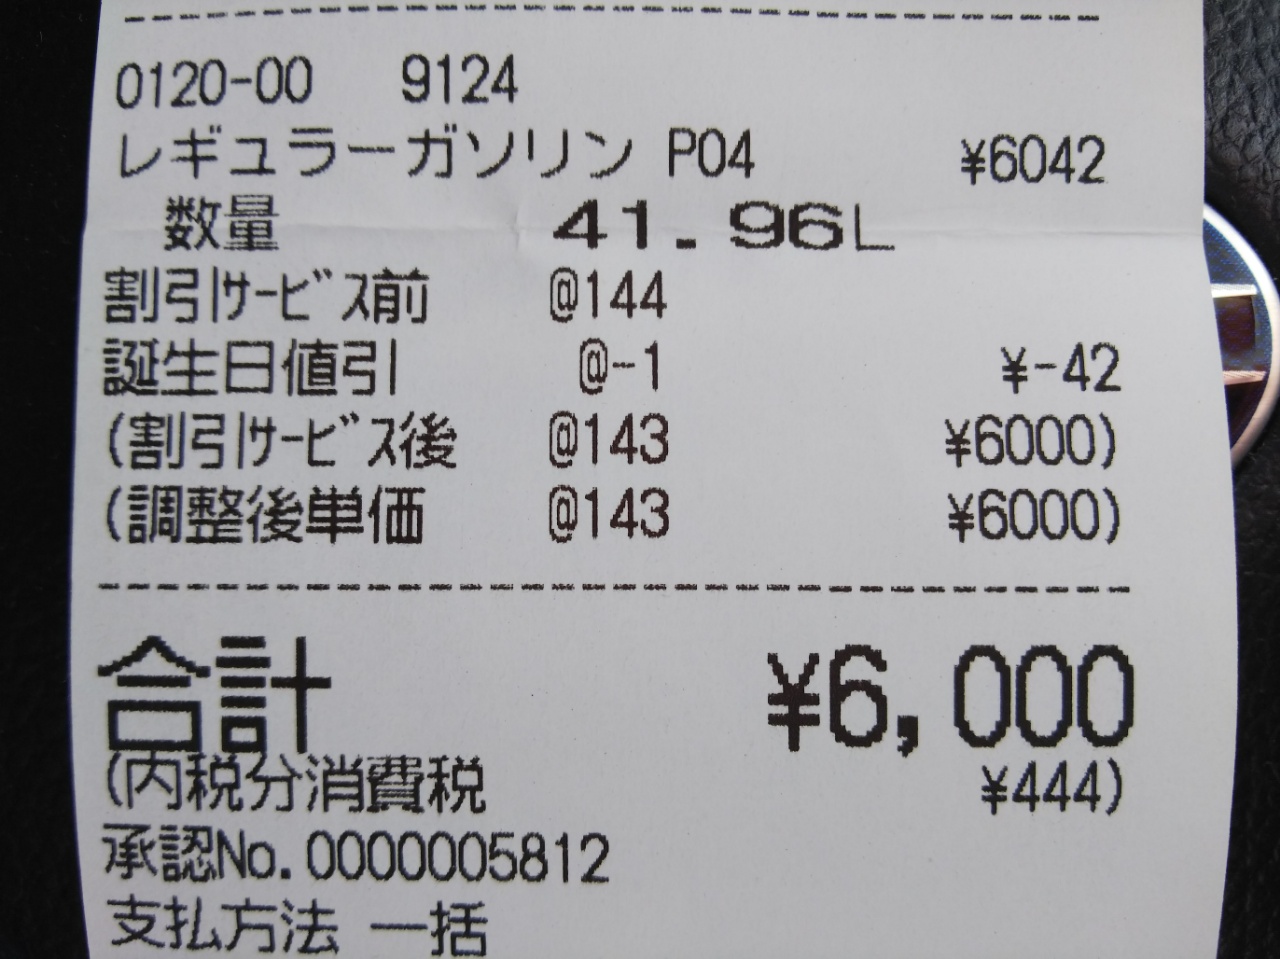 0120-00 9124
レギュラーガソリン P04 ¥6042
数量 41.96L
割引サービス前 @144
誕生日値引 @-1 ¥-42
(割引サービス後 @143 ¥6000)
(調整後単価 @143 ¥6000)
合計 ¥6,000
(内税分消費税 ¥444)
承認No.0000005812
支払方法 一括